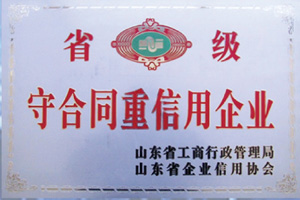 省级
守合同重信用企业
山东省工商行政管理局
山东省企业信用协会